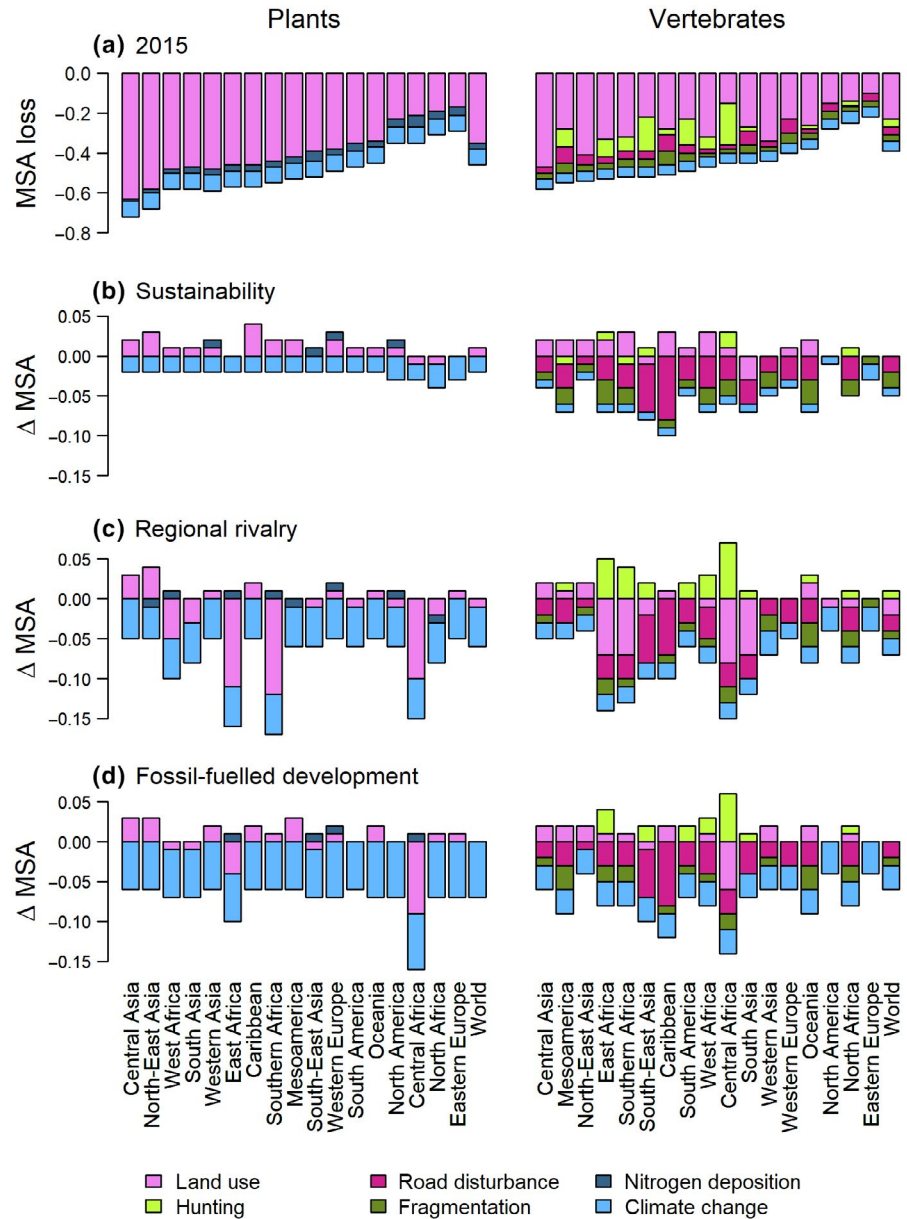 Plants Vertebrates
(a) 2015
MSA loss
0.0
−0.2
−0.4
−0.6
−0.8
(b) Sustainability
Δ MSA
0.05
0.00
−0.05
−0.10
−0.15
(c) Regional rivalry
Δ MSA
0.05
0.00
−0.05
−0.10
−0.15
(d) Fossil-fuelled development
Δ MSA
0.05
0.00
−0.05
−0.10
−0.15
Central Asia
North-East Asia
West Africa
South Asia
Western Asia
East Africa
Caribbean
Southern Africa
Mesoamerica
South-East Asia
Western Europe
South America
Oceania
North America
Central Africa
North Africa
Eastern Europe
World
Central Asia
Mesoamerica
North-East Asia
East Africa
Southern Africa
South-East Asia
Caribbean
South America
West Africa
Central Africa
South Asia
Western Asia
Western Europe
Oceania
North America
North Africa
Eastern Europe
World
Land use Road disturbance Nitrogen deposition
Hunting Fragmentation Climate change